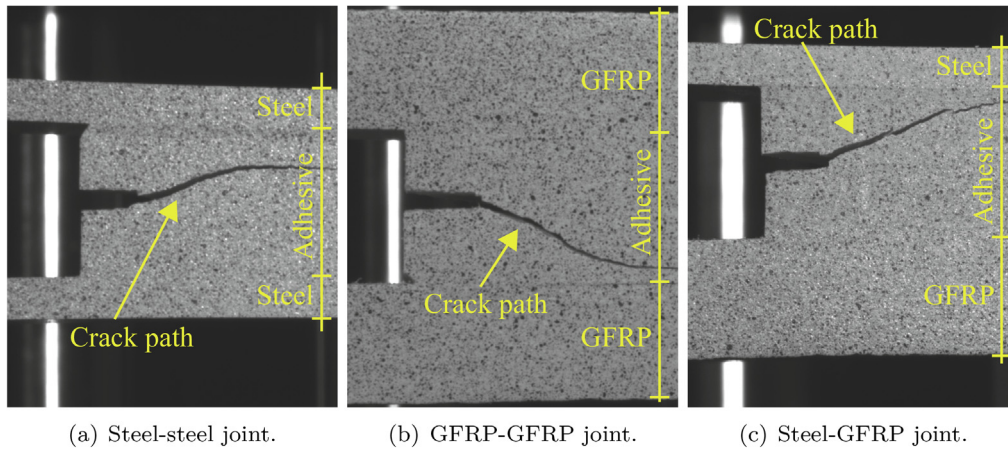 Steel
Adhesive
Steel
Crack path
(a) Steel-steel joint.
GFRP
Adhesive
GFRP
Crack path
(b) GFRP-GFRP joint.
Crack path
Steel
Adhesive
GFRP
(c) Steel-GFRP joint.